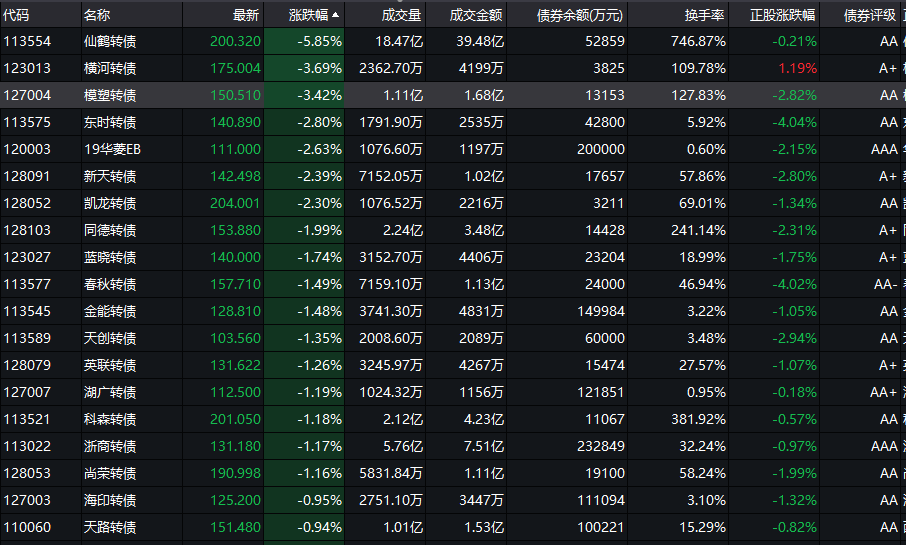 代码 名称 最新 涨跌幅 成交量 成交金额 债券余额(万元) 换手率 正股涨跌幅 债券评级
113554 仙鹤转债 200.320 -5.85% 18.47亿 39.48亿 52859 746.87% -0.21% AA
123013 横河转债 175.004 -3.69% 2362.70万 4199万 3825 109.78% 1.19% A+
127004 模塑转债 150.510 -3.42% 1.11亿 1.68亿 13153 127.83% -2.82% AA
113575 东时转债 140.890 -2.80% 1791.90万 2535万 42800 5.92% -4.04% AA
120003 19华菱EB 111.000 -2.63% 1076.60万 1197万 200000 0.60% -2.15% AAA
128091 新天转债 142.498 -2.39% 7152.05万 1.02亿 17657 57.86% -2.80% A+
128052 凯龙转债 204.001 -2.30% 1076.52万 2216万 3211 69.01% -1.34% AA
128103 同德转债 153.880 -1.99% 2.24亿 3.48亿 14428 241.14% -2.31% A+
123027 蓝晓转债 140.000 -1.74% 3152.70万 4406万 23204 18.99% -1.75% A+
113577 春秋转债 157.710 -1.49% 7159.10万 1.13亿 24000 46.94% -4.02% AA-
113545 金能转债 128.810 -1.48% 3741.30万 4831万 149984 3.22% -1.05% AA
113589 天创转债 103.560 -1.35% 2008.60万 2089万 60000 3.48% -2.94% AA
128079 英联转债 131.622 -1.26% 3245.97万 4267万 15474 27.57% -1.07% A+
127007 湖广转债 112.500 -1.19% 1024.32万 1156万 121851 0.95% -0.18% AA+
113521 科森转债 201.050 -1.18% 2.12亿 4.23亿 11067 381.92% -0.57% AA
113022 浙商转债 131.180 -1.17% 5.76亿 7.51亿 232849 32.24% -0.97% AAA
128053 尚荣转债 190.998 -1.16% 5831.84万 1.11亿 19100 58.24% -1.99% AA
127003 海印转债 125.200 -0.95% 2751.10万 3447万 111094 3.10% -1.32% AA
110060 天路转债 151.480 -0.94% 1.01亿 1.53亿 100221 15.29% -0.82% AA